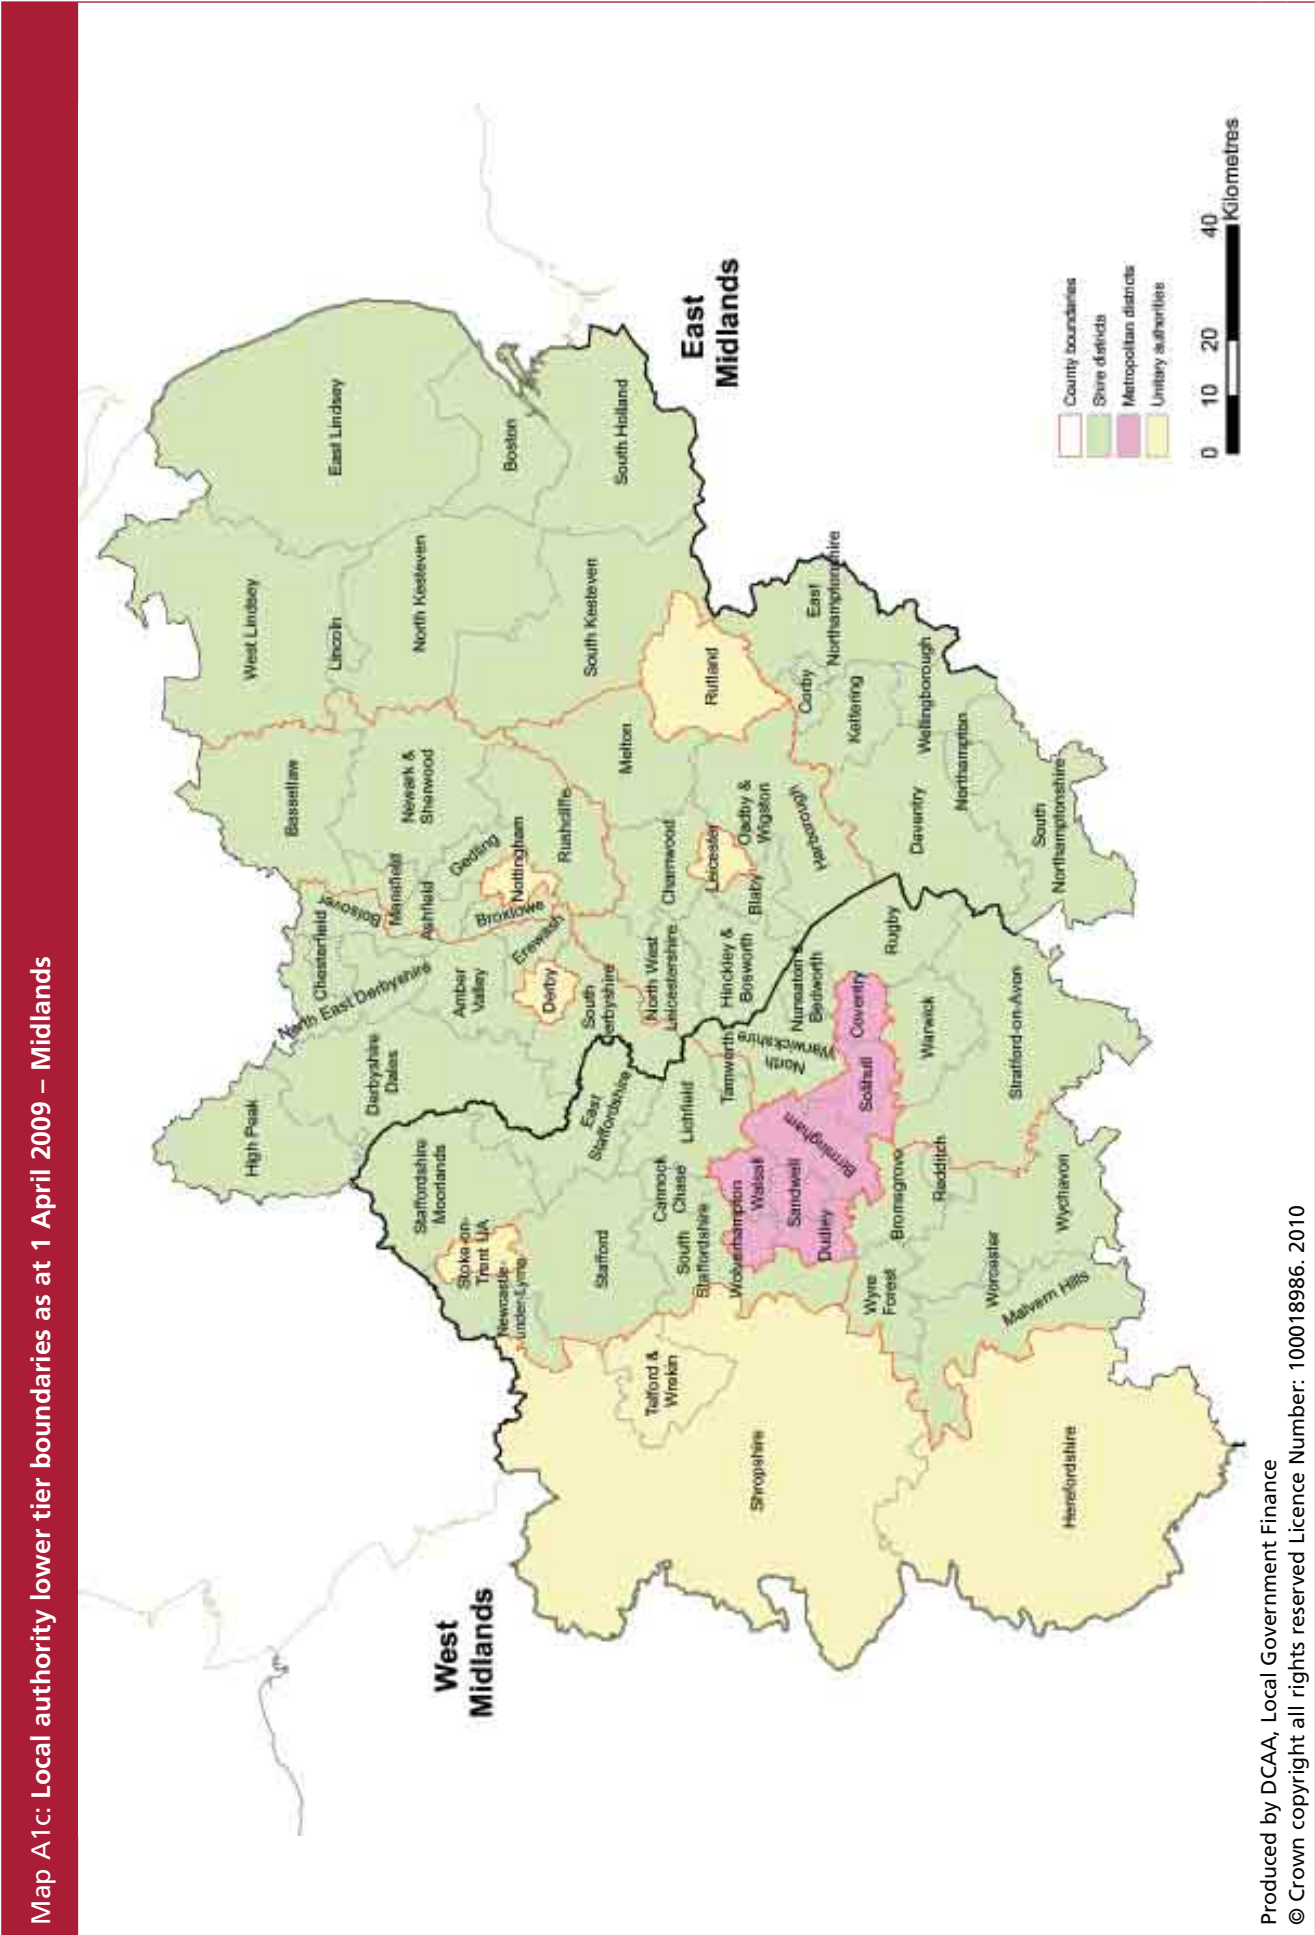 Map A1c: Local authority lower tier boundaries as at 1 April 2009 – Midlands
West
Midlands
East
Midlands
High Peak
Derbyshire
Dales
North East Derbyshire
Chesterfield
Bolsover
Bassetlaw
West Lindsey
East Lindsey
Lincoln
North Kesteven
Newark &
Sherwood
Mansfield
Ashfield
Gedling
Amber
Valley
Broxtowe
Nottingham
Erewash
Derby
Rushcliffe
Boston
South Holland
South Kesteven
Staffordshire
Moorlands
Stoke-on-
Trent UA
Newcastle-
under-Lyme
Stafford
East
Staffordshire
South
Derbyshire
North West
Leicestershire
Charnwood
Melton
Rutland
Leicester
Oadby &
Wigston
Blaby
Harborough
Hinckley &
Bosworth
Lichfield
Tamworth
Cannock
Chase
South
Staffordshire
Telford &
Wrekin
Shropshire
Wolverhampton
Walsall
Sandwell
Dudley
Birmingham
Solihull
Coventry
North
Warwickshire
Nuneaton &
Bedworth
Rugby
Warwick
Stratford-on-Avon
Corby
Kettering
East
Northamptonshire
Wellingborough
Daventry
Northampton
South
Northamptonshire
Wyre
Forest
Bromsgrove
Redditch
Worcester
Wychavon
Malvern Hills
Herefordshire
County boundaries
Shire districts
Metropolitan districts
Unitary authorities
0 10 20 40
Kilometres
Produced by DCAA, Local Government Finance
© Crown copyright all rights reserved Licence Number: 100018986. 2010